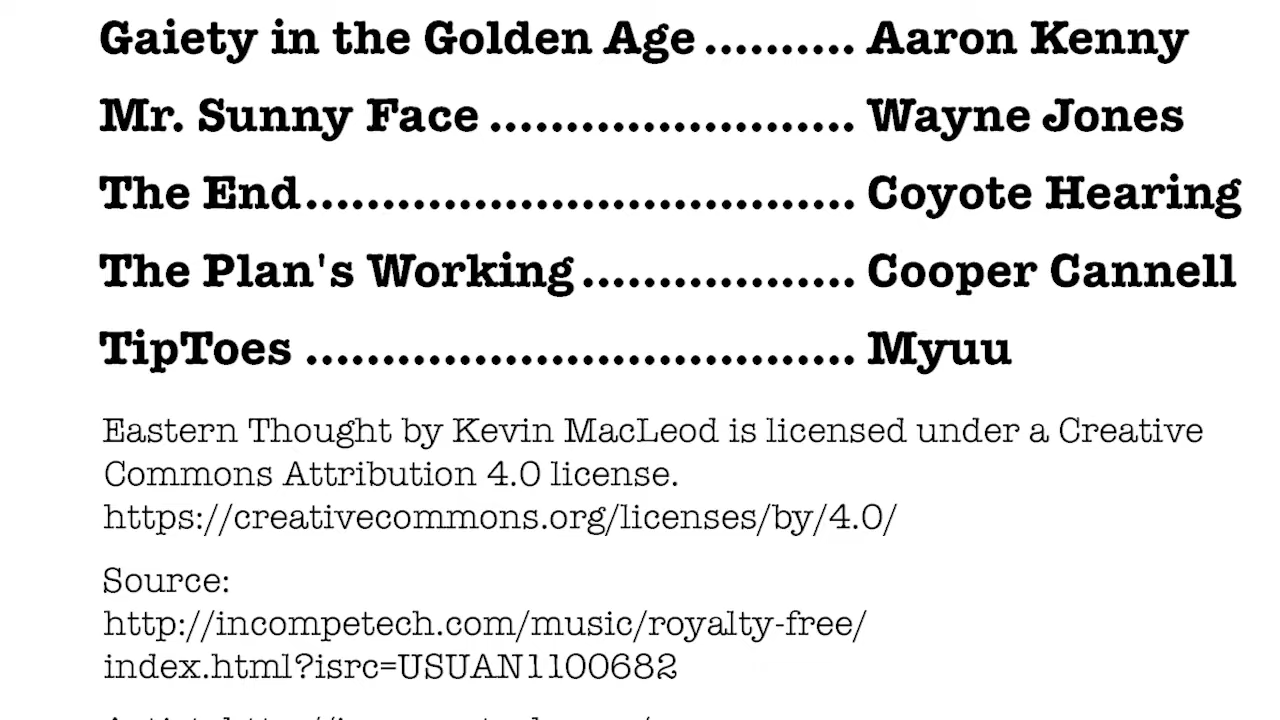 Gaiety in the Golden Age .......... Aaron Kenny
Mr. Sunny Face ........................ Wayne Jones
The End.................................... Coyote Hearing
The Plan's Working.................. Cooper Cannell
TipToes .................................... Myuu
Eastern Thought by Kevin MacLeod is licensed under a Creative
Commons Attribution 4.0 license.
https://creativecommons.org/licenses/by/4.0/
Source:
http://incompetech.com/music/royalty-free/
index.html?isrc=USUAN1100682